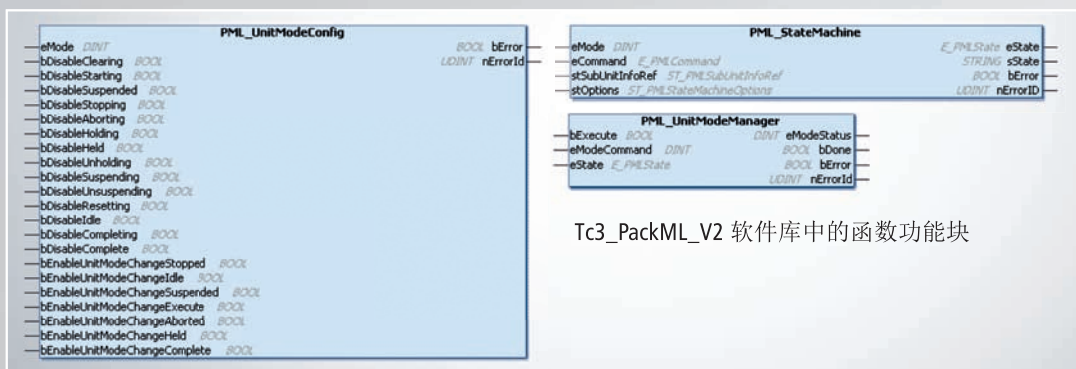 PML_UnitModeConfig
eMode DINT BOOL bError
bDisableClearing BOOL UDINT nErrorId
bDisableStarting BOOL
bDisableSuspended BOOL
bDisableStopping BOOL
bDisableAborting BOOL
bDisableHolding BOOL
bDisableHeld BOOL
bDisableUnholding BOOL
bDisableSuspending BOOL
bDisableUnsuspending BOOL
bDisableResetting BOOL
bDisableIdle BOOL
bDisableCompleting BOOL
bDisableComplete BOOL
bEnableUnitModeChangeStopped BOOL
bEnableUnitModeChangeIdle BOOL
bEnableUnitModeChangeSuspended BOOL
bEnableUnitModeChangeExecute BOOL
bEnableUnitModeChangeAborted BOOL
bEnableUnitModeChangeHeld BOOL
bEnableUnitModeChangeComplete BOOL
PML_StateMachine
eMode DINT E_PMLState eState
eCommand E_PMLCommand STRING sState
stSubUnitInfoRef ST_PMLSubUnitInfoRef BOOL bError
stOptions ST_PMLStateMachineOptions UDINT nErrorID
PML_UnitModeManager
bExecute BOOL DINT eModeStatus
eModeCommand DINT BOOL bDone
eState E_PMLState BOOL bError
UDINT nErrorId
Tc3_PackML_V2 软件库中的函数功能块